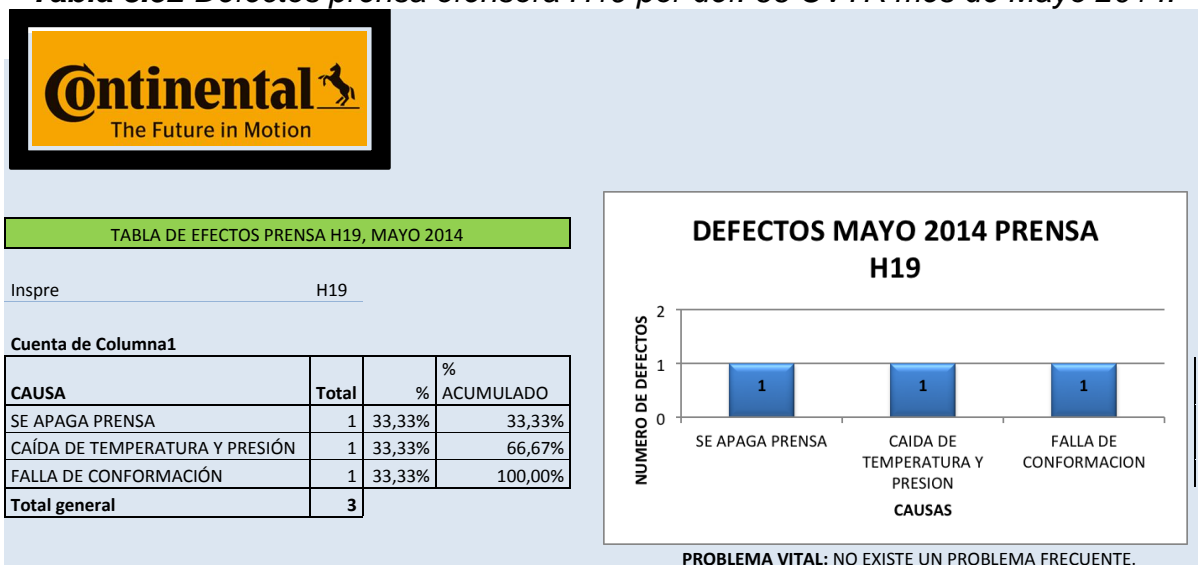 Continental
The Future in Motion
TABLA DE EFECTOS PRENSA H19, MAYO 2014
Inspre H19
Cuenta de Columna1
CAUSA Total % % ACUMULADO
SE APAGA PRENSA 1 33,33% 33,33%
CAÍDA DE TEMPERATURA Y PRESIÓN 1 33,33% 66,67%
FALLA DE CONFORMACIÓN 1 33,33% 100,00%
Total general 3
DEFECTOS MAYO 2014 PRENSA
H19
NUMERO DE DEFECTOS
2
1
0
1 1 1
SE APAGA PRENSA
CAIDA DE
TEMPERATURA Y
PRESION
FALLA DE
CONFORMACION
CAUSAS
PROBLEMA VITAL: NO EXISTE UN PROBLEMA FRECUENTE.